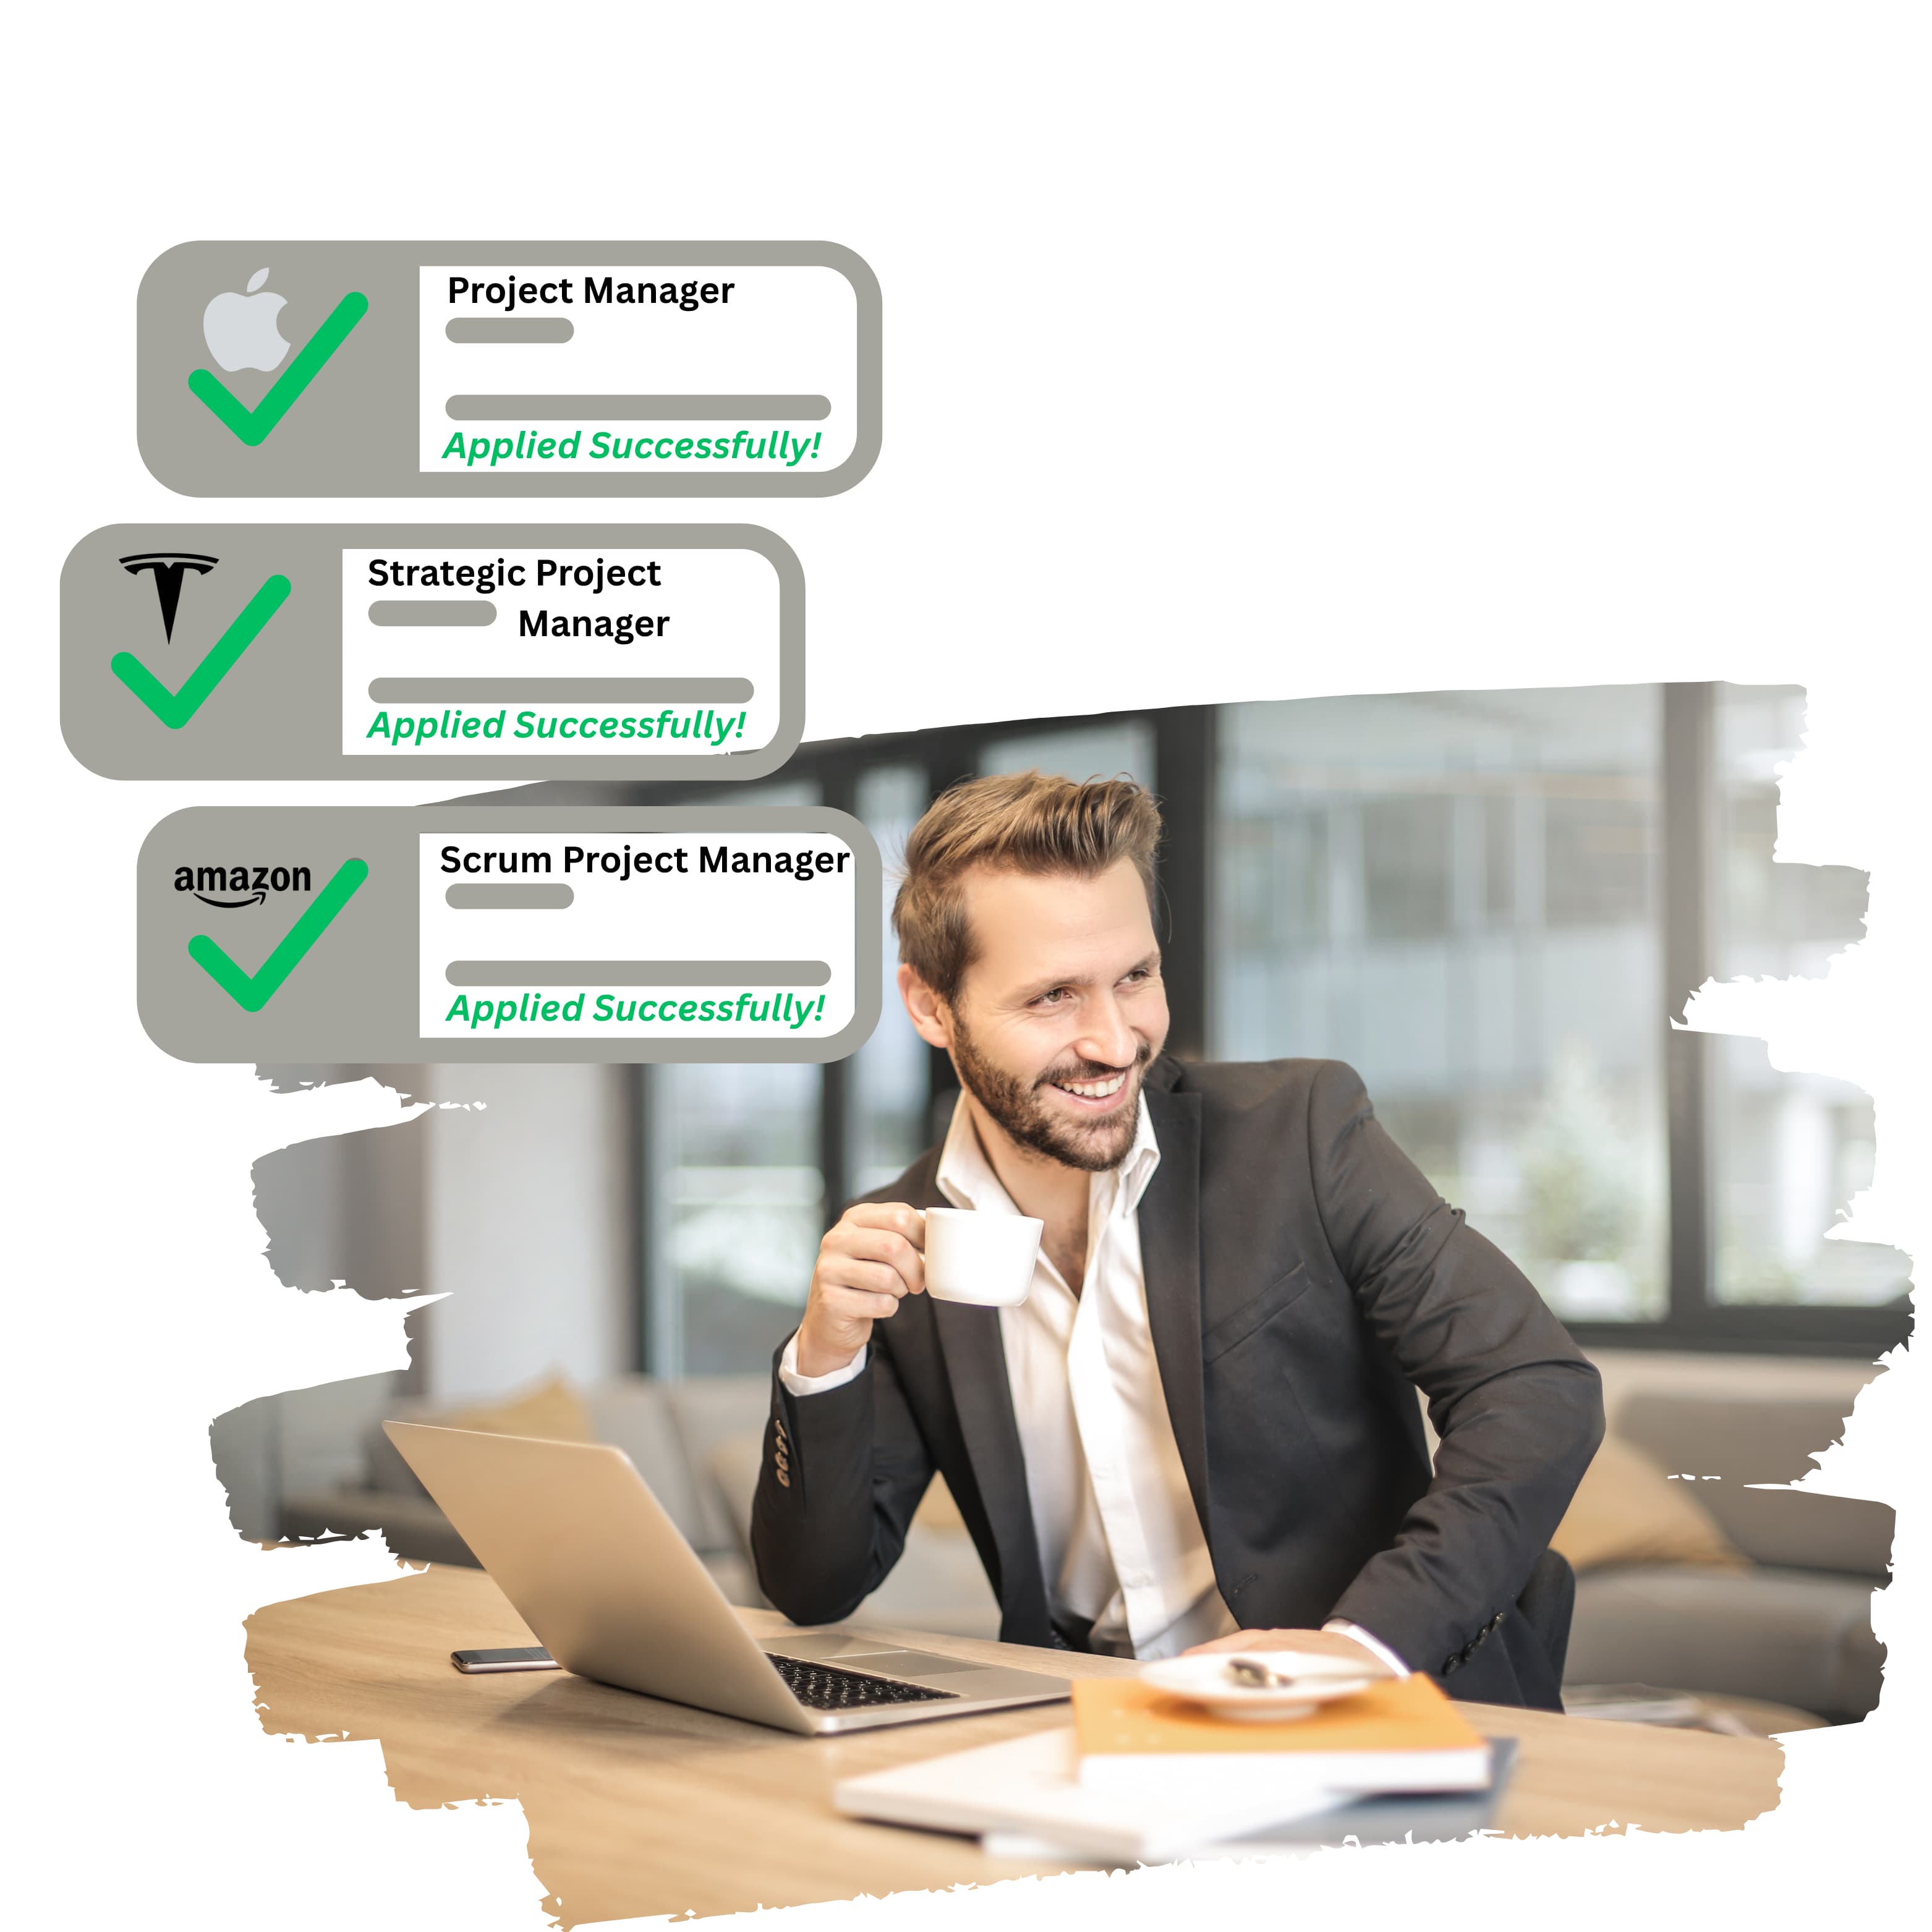 Project Manager
Applied Successfully!
Strategic Project
Manager
Applied Successfully!
amazon
Scrum Project Manager
Applied Successfully!